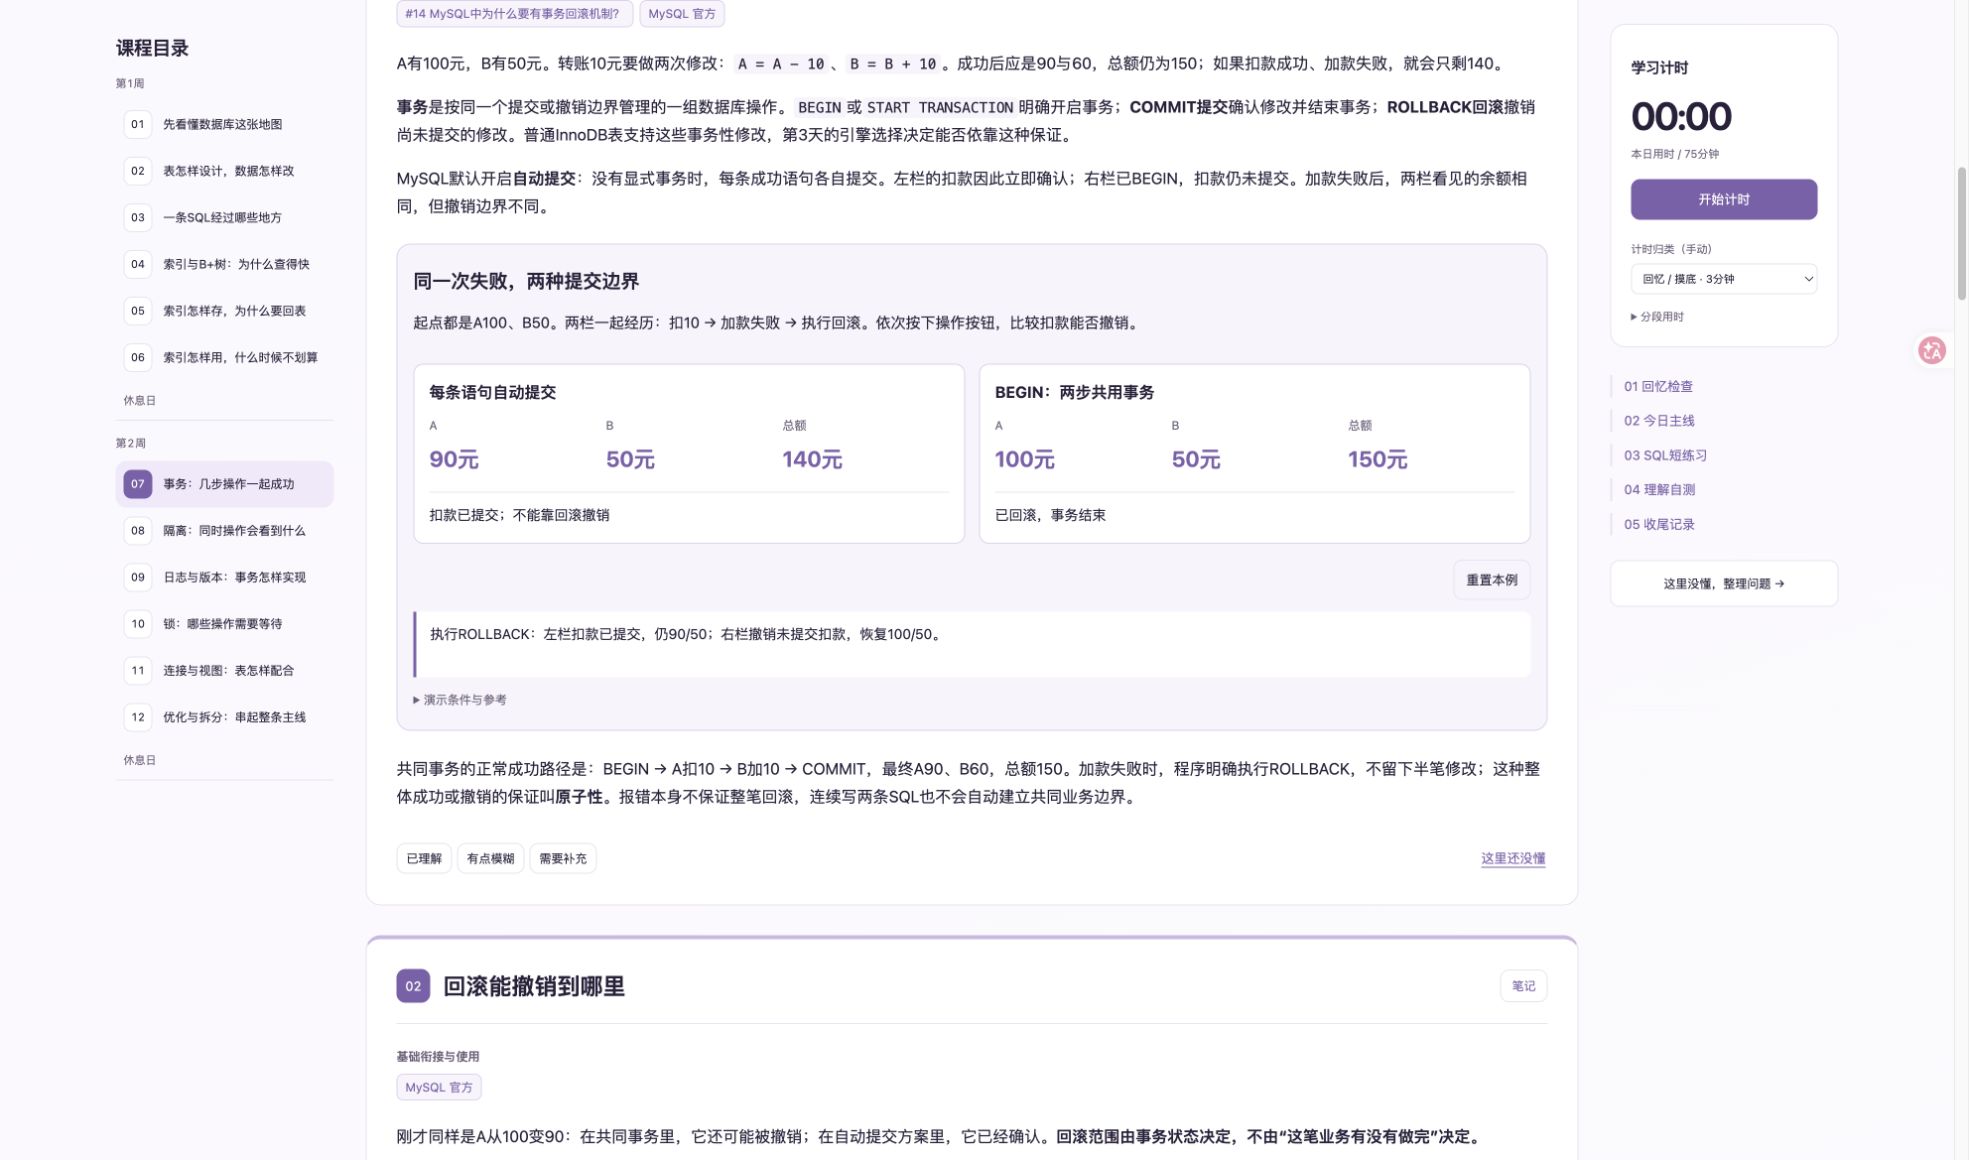 课程目录
第1周
01 先看懂数据库这张地图
02 表怎样设计，数据怎样改
03 一条SQL经过哪些地方
04 索引与B+树：为什么查得快
05 索引怎样存，为什么要回表
06 索引怎样用，什么时候不划算
休息日
第2周
07 事务：几步操作一起成功
08 隔离：同时操作会看到什么
09 日志与版本：事务怎样实现
10 锁：哪些操作需要等待
11 连接与视图：表怎样配合
12 优化与拆分：串起整条主线
休息日
#14 MySQL中为什么要有事务回滚机制？ MySQL 官方
A有100元，B有50元。转账10元要做两次修改：A = A − 10、B = B + 10。成功后应是90与60，总额仍为150；如果扣款成功、加款失败，就会只剩140。
事务是按同一个提交或撤销边界管理的一组数据库操作。BEGIN 或 START TRANSACTION 明确开启事务；COMMIT提交确认修改并结束事务；ROLLBACK回滚撤销
尚未提交的修改。普通InnoDB表支持这些事务性修改，第3天的引擎选择决定能否依靠这种保证。
MySQL默认开启自动提交：没有显式事务时，每条成功语句各自提交。左栏的扣款因此立即确认；右栏已BEGIN，扣款仍未提交。加款失败后，两栏看见的余额相
同，但撤销边界不同。
同一次失败，两种提交边界
起点都是A100、B50。两栏一起经历：扣10 → 加款失败 → 执行回滚。依次按下操作按钮，比较扣款能否撤销。
每条语句自动提交
A B 总额
90元 50元 140元
扣款已提交；不能靠回滚撤销
BEGIN：两步共用事务
A B 总额
100元 50元 150元
已回滚，事务结束
重置本例
执行ROLLBACK：左栏扣款已提交，仍90/50；右栏撤销未提交扣款，恢复100/50。
▸ 演示条件与参考
共同事务的正常成功路径是：BEGIN → A扣10 → B加10 → COMMIT，最终A90、B60，总额150。加款失败时，程序明确执行ROLLBACK，不留下半笔修改；这种整
体成功或撤销的保证叫原子性。报错本身不保证整笔回滚，连续写两条SQL也不会自动建立共同业务边界。
已理解 有点模糊 需要补充 这里还没懂
02 回滚能撤销到哪里 笔记
基础衔接与使用
MySQL 官方
刚才同样是A从100变90：在共同事务里，它还可能被撤销；在自动提交方案里，它已经确认。回滚范围由事务状态决定，不由“这笔业务有没有做完”决定。
学习计时
00:00
本日用时 / 75分钟
开始计时
计时归类（手动）
回忆 / 摸底 · 3分钟
▸ 分段用时
01 回忆检查
02 今日主线
03 SQL短练习
04 理解自测
05 收尾记录
这里没懂，整理问题 →